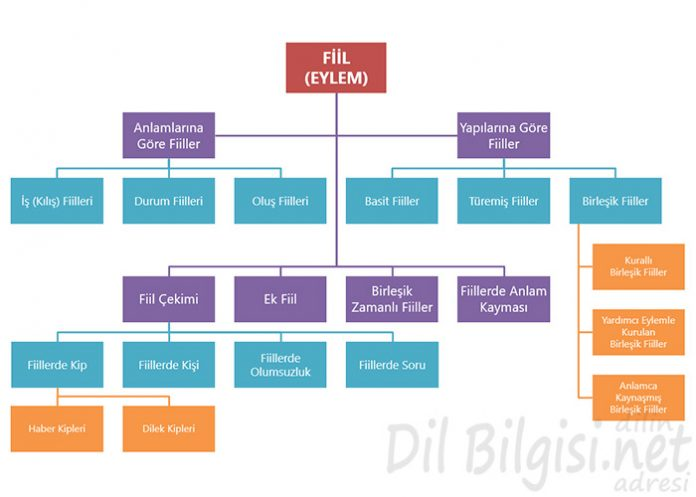 FİİL
(EYLEM)
Anlamlarına
Göre Fiiller
Yapılarına Göre
Fiiller
İş (Kılış) Fiilleri
Durum Fiilleri
Oluş Fiilleri
Basit Fiiller
Türemiş Fiiller
Birleşik Fiiller
Kurallı
Birleşik Fiiller
Yardımcı Eylemle
Kurulan
Birleşik Fiiller
Anlamca
Kaynaşmış
Birleşik Fiiller
Fiil Çekimi
Ek Fiil
Birleşik
Zamanlı Fiiller
Fiillerde Anlam
Kayması
Fiillerde Kip
Fiillerde Kişi
Fiillerde
Olumsuzluk
Fiillerde Soru
Haber Kipleri
Dilek Kipleri
dilin
Dil Bilgisi.net
adresi